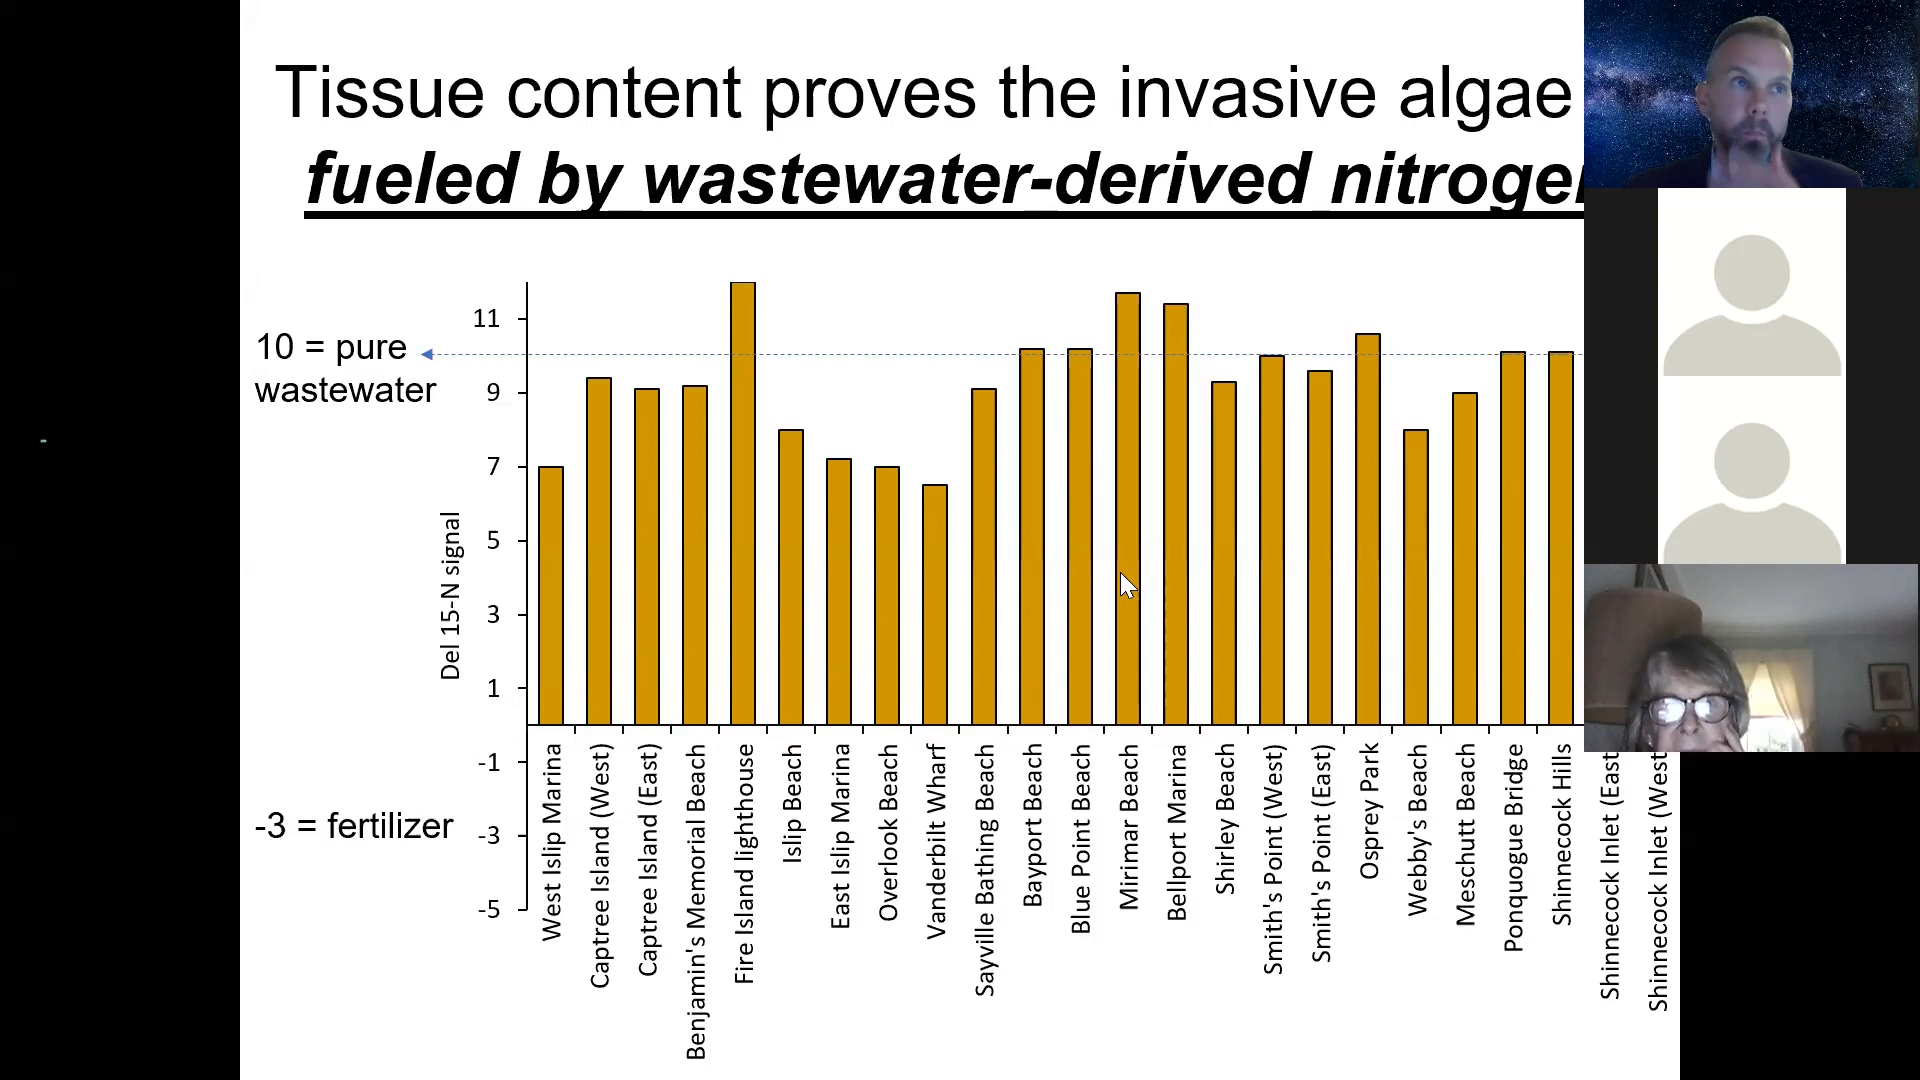 Tissue content proves the invasive algae
fueled by wastewater-derived nitrogen
11
10 = pure
wastewater
9
7
5
3
1
-1
-3
-5
Del 15-N signal
-3 = fertilizer
West Islip Marina
Captree Island (West)
Captree Island (East)
Benjamin's Memorial Beach
Fire Island lighthouse
Islip Beach
East Islip Marina
Overlook Beach
Vanderbilt Wharf
Sayville Bathing Beach
Bayport Beach
Blue Point Beach
Mirimar Beach
Bellport Marina
Shirley Beach
Smith's Point (West)
Smith's Point (East)
Osprey Park
Webby's Beach
Meschutt Beach
Ponquogue Bridge
Shinnecock Hills
Shinnecock Inlet (East
Shinnecock Inlet (West